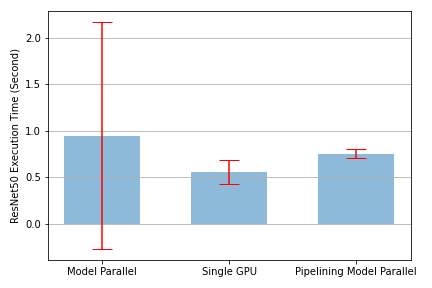 ResNet50 Execution Time (Second)
2.0
1.5
1.0
0.5
0.0
Model Parallel
Single GPU
Pipelining Model Parallel